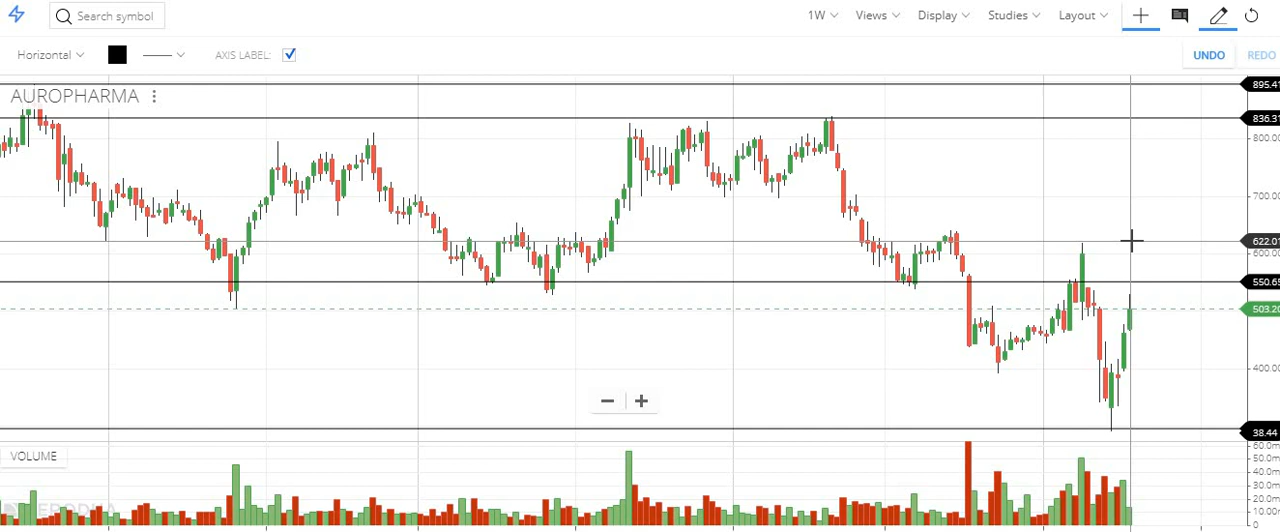 Search symbol
1W Views Display Studies Layout
Horizontal AXIS LABEL: UNDO REDO
AUROPHARMA
895.41
836.31
800.00
700.00
622.01
600.00
550.65
503.20
400.00
38.44
VOLUME
60.0m
50.0m
40.0m
30.0m
20.0m
10.00
0